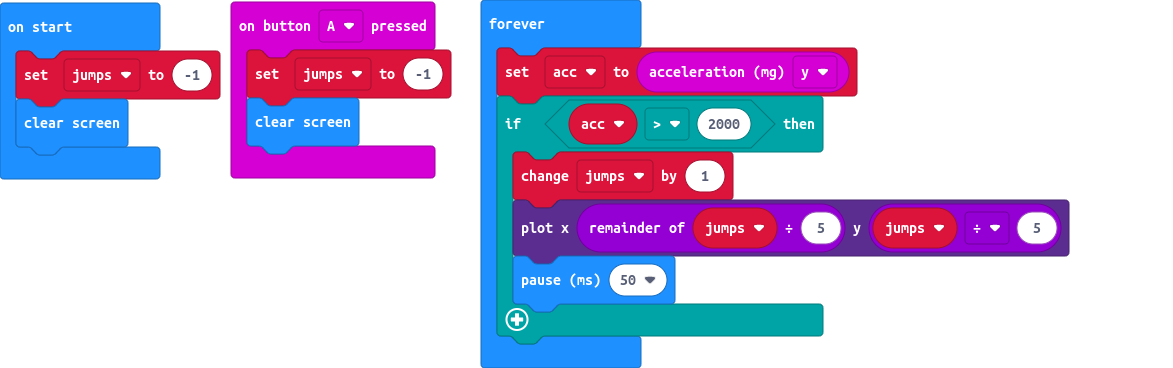 on start
set jumps to -1
clear screen
on button A pressed
set jumps to -1
clear screen
forever
set acc to acceleration (mg) y
if acc > 2000 then
change jumps by 1
plot x remainder of jumps ÷ 5 y jumps ÷ 5
pause (ms) 50